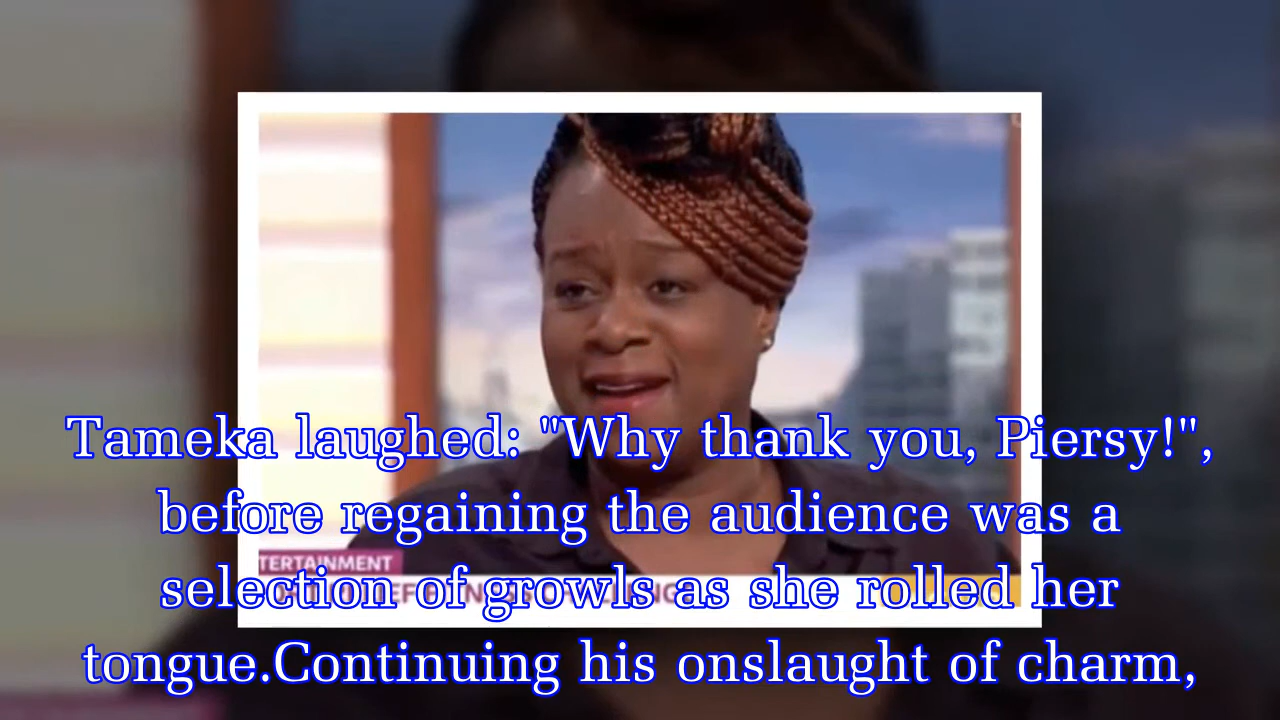 Tameka laughed: "Why thank you, Piersy!",
before regaining the audience was a
TERTAINMENT
selection of growls as she rolled her
tongue.Continuing his onslaught of charm,